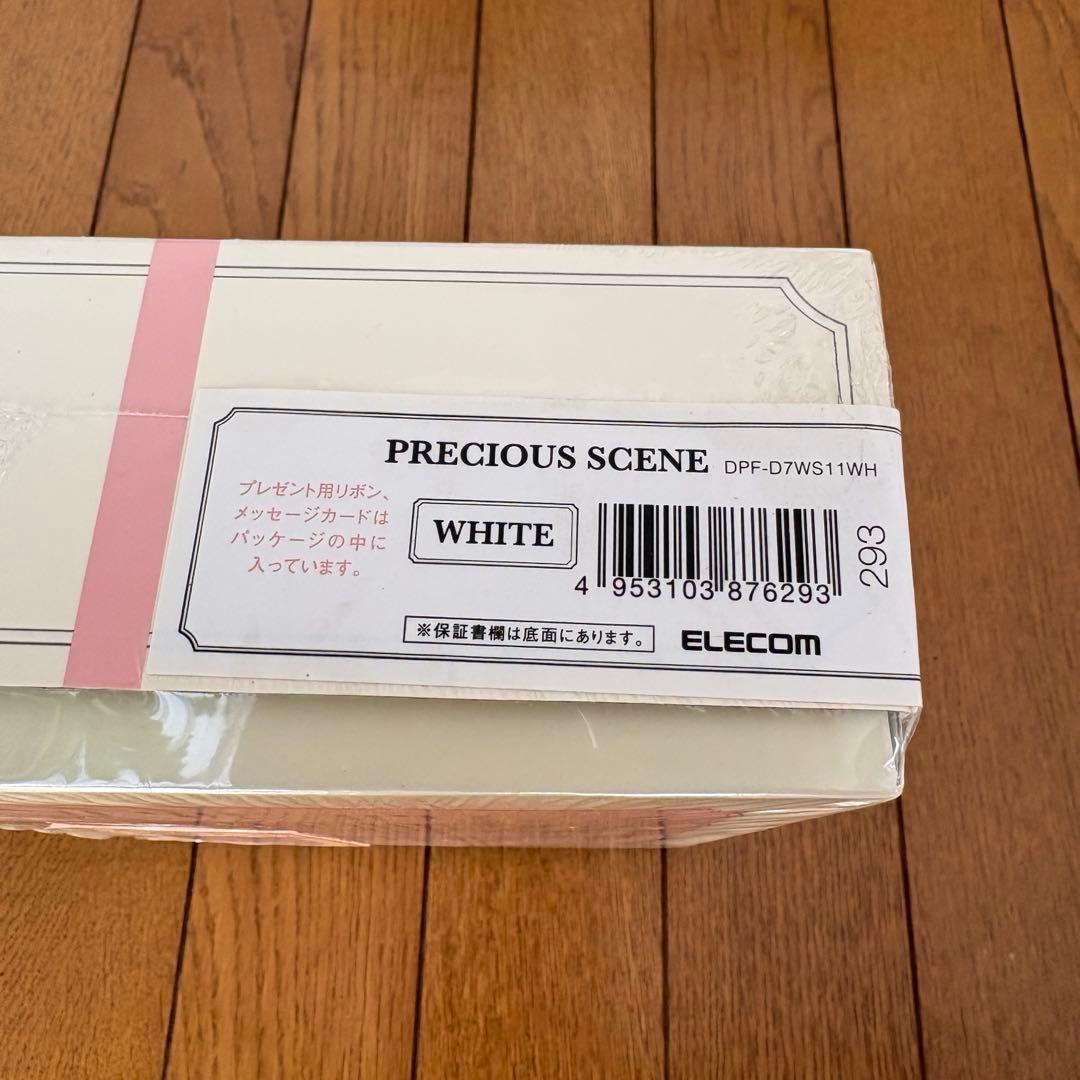 PRECIOUS SCENE DPF-D7WS11WH
プレゼント用リボン、
メッセージカードは
パッケージの中に
入っています。
WHITE
4 953103 876293
293
※保証書欄は底面にあります。
ELECOM